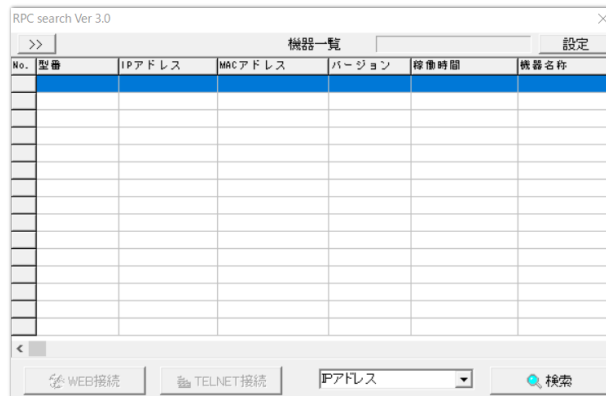 RPC search Ver 3.0
>> 機器一覧 設定
No. 型番 IPアドレス MACアドレス バージョン 稼働時間 機器名称
WEB接続 TELNET接続 IPアドレス 検索